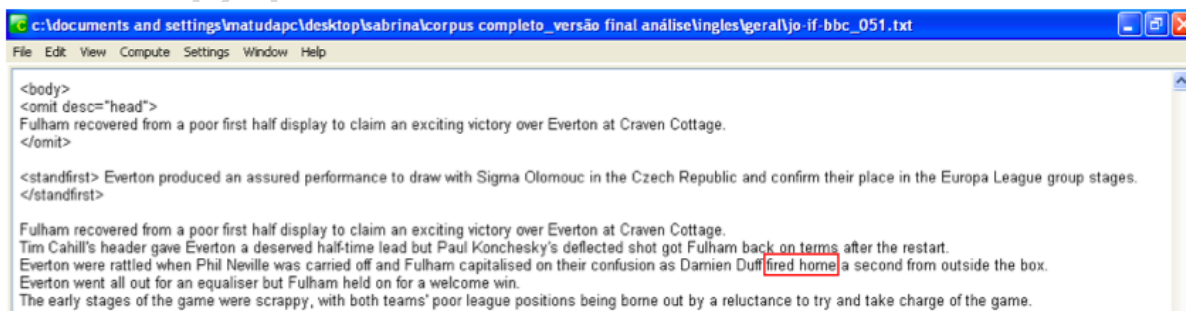 c:\documents and settings\matudapc\desktop\sabrina\corpus completo_versão final análise\ingles\geral\jo-if-bbc_051.txt
File Edit View Compute Settings Window Help
<body>
<omit desc="head">
Fulham recovered from a poor first half display to claim an exciting victory over Everton at Craven Cottage.
</omit>
<standfirst> Everton produced an assured performance to draw with Sigma Olomouc in the Czech Republic and confirm their place in the Europa League group stages.
</standfirst>
Fulham recovered from a poor first half display to claim an exciting victory over Everton at Craven Cottage.
Tim Cahill's header gave Everton a deserved half-time lead but Paul Konchesky's deflected shot got Fulham back on terms after the restart.
Everton were rattled when Phil Neville was carried off and Fulham capitalised on their confusion as Damien Duff fired home a second from outside the box.
Everton went all out for an equaliser but Fulham held on for a welcome win.
The early stages of the game were scrappy, with both teams' poor league positions being borne out by a reluctance to try and take charge of the game.